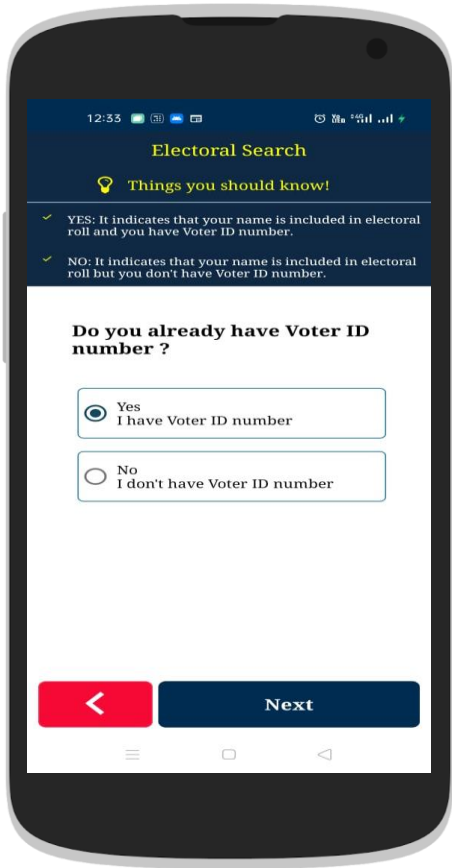 12:33
Electoral Search
Things you should know!
YES: It indicates that your name is included in electoral
roll and you have Voter ID number.
NO: It indicates that your name is included in electoral
roll but you don't have Voter ID number.
Do you already have Voter ID
number ?
Yes
I have Voter ID number
No
I don't have Voter ID number
Next